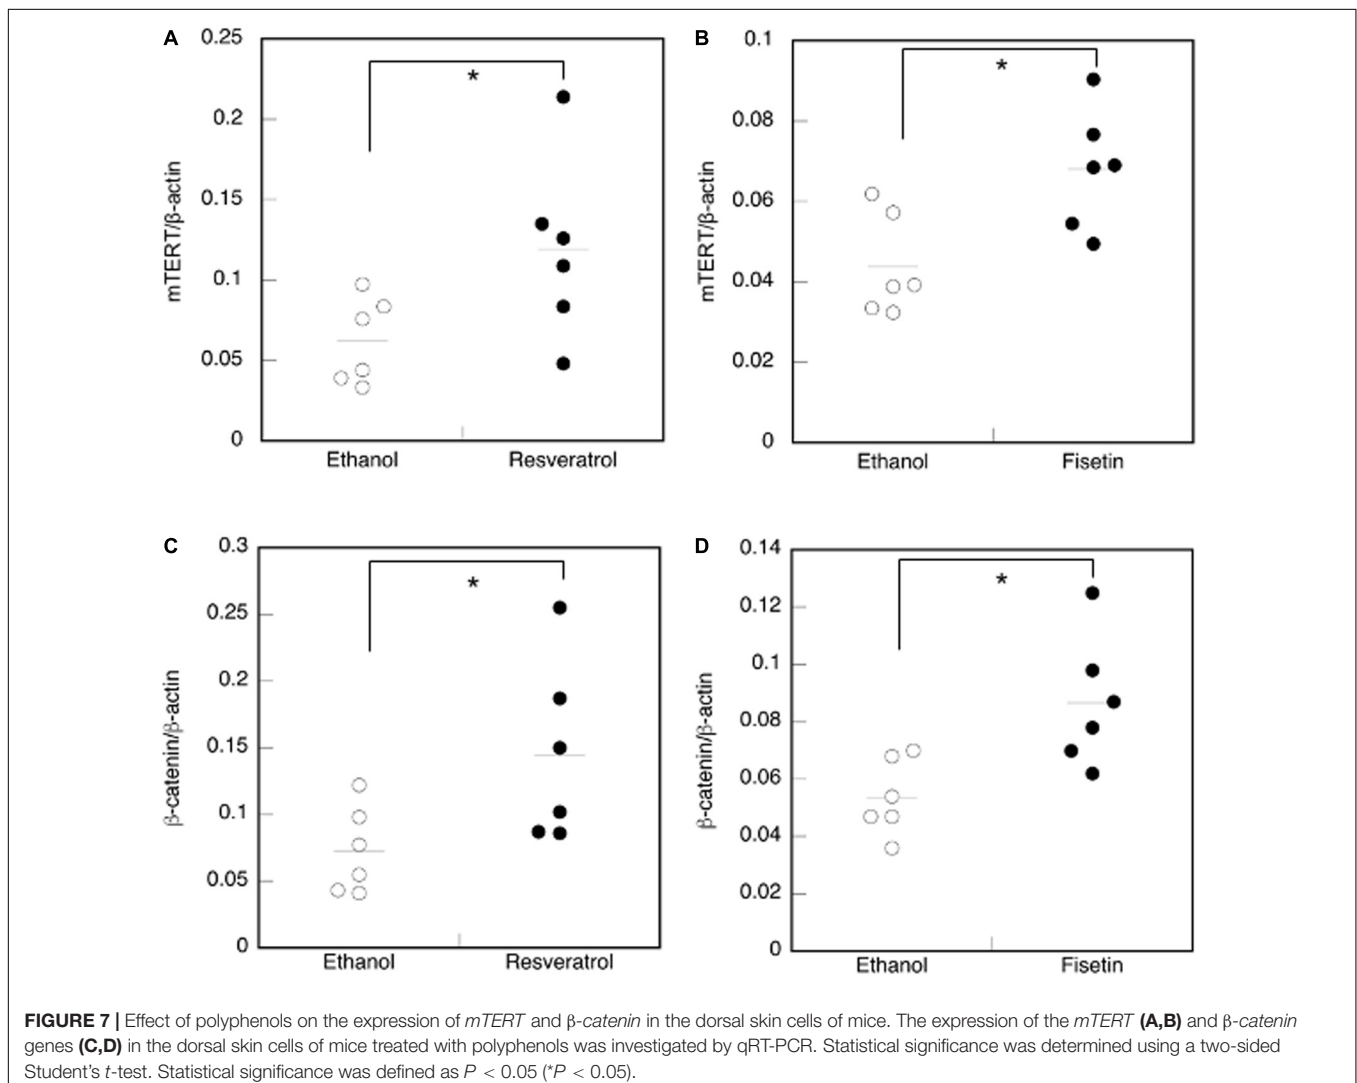 A
0.25
0.2
0.15
0.1
0.05
0
mTERT/β-actin
*
Ethanol Resveratrol
B
0.1
0.08
0.06
0.04
0.02
0
mTERT/β-actin
*
Ethanol Fisetin
C
0.3
0.25
0.2
0.15
0.1
0.05
0
β-catenin/β-actin
*
Ethanol Resveratrol
D
0.14
0.12
0.1
0.08
0.06
0.04
0.02
0
β-catenin/β-actin
*
Ethanol Fisetin
FIGURE 7 | Effect of polyphenols on the expression of mTERT and β-catenin in the dorsal skin cells of mice. The expression of the mTERT (A,B) and β-catenin
genes (C,D) in the dorsal skin cells of mice treated with polyphenols was investigated by qRT-PCR. Statistical significance was determined using a two-sided
Student's t-test. Statistical significance was defined as P < 0.05 (*P < 0.05).